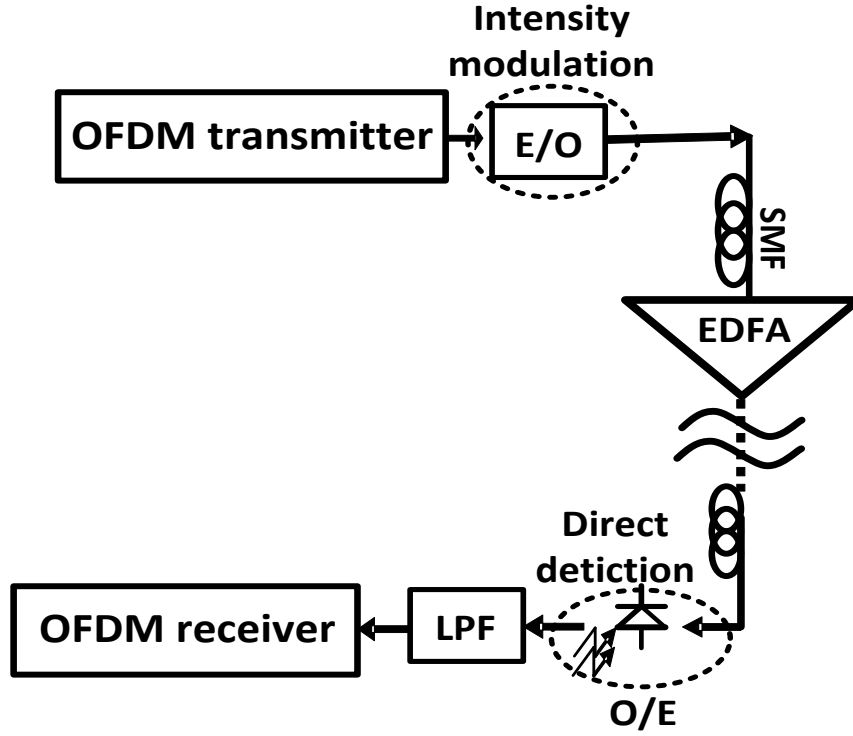 Intensity
modulation
OFDM transmitter
E/O
SMF
EDFA
Direct
detiction
OFDM receiver
LPF
O/E